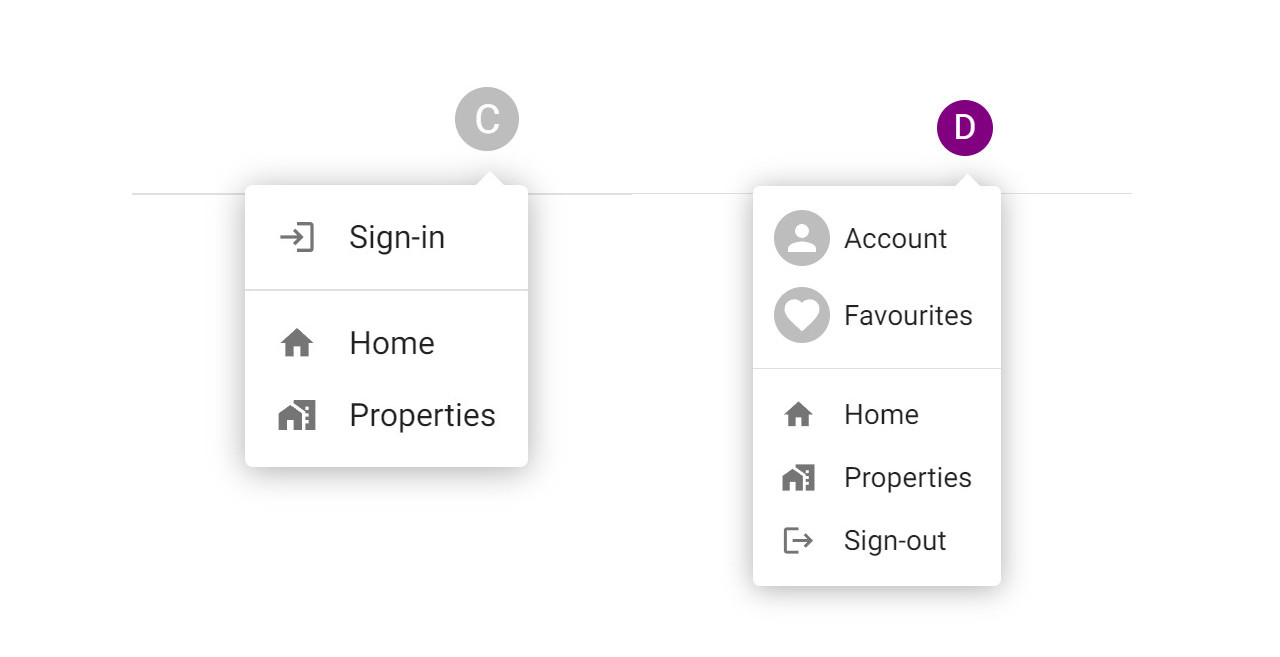 C
Sign-in
Home
Properties
D
Account
Favourites
Home
Properties
Sign-out